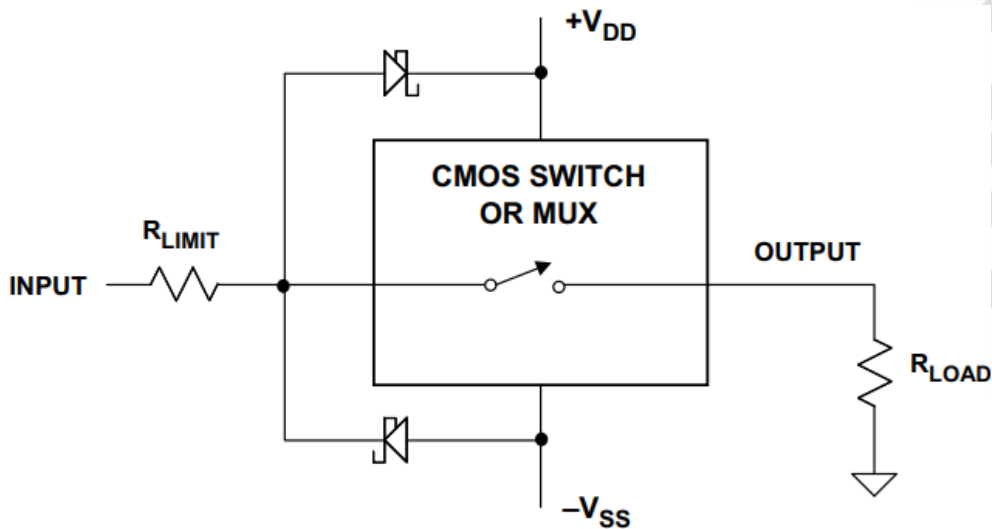 +VDD
CMOS SWITCH
OR MUX
RLIMIT
INPUT
OUTPUT
RLOAD
–VSS